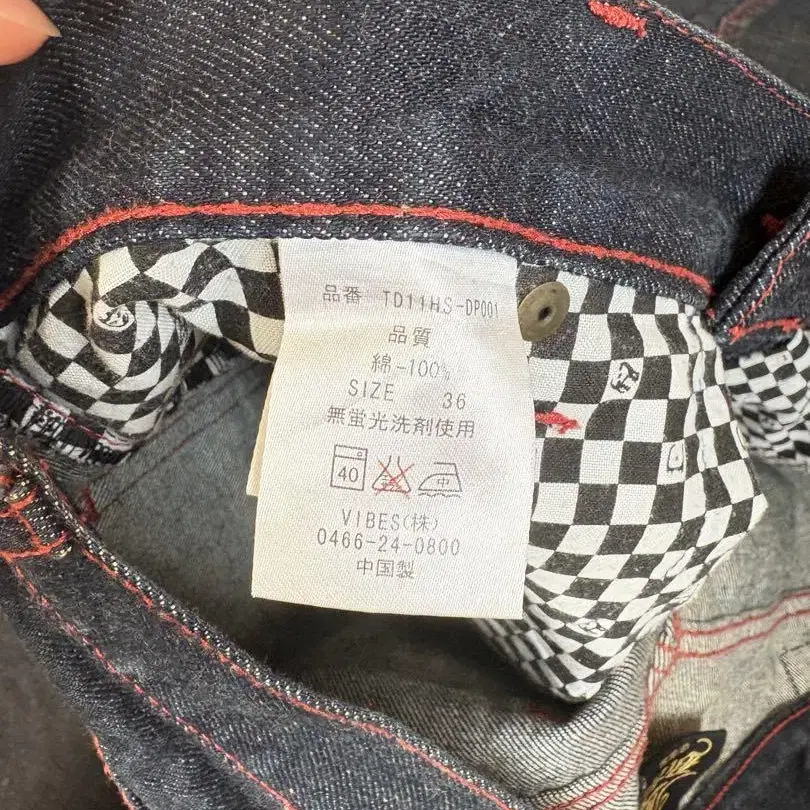 品番 TD11HS-DP001
品質
綿-100%
SIZE 36
無蛍光洗剤使用
40 中
VIBES(株)
0466-24-0800
中国製